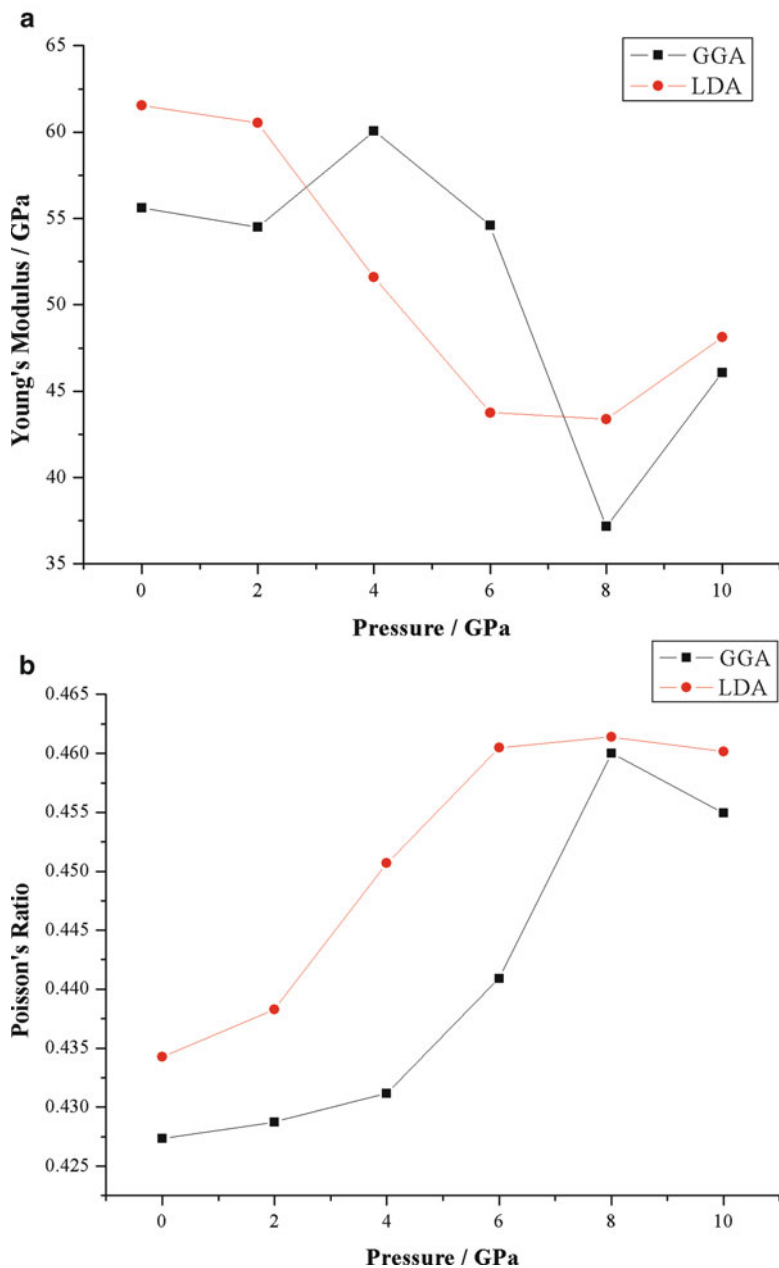 a
GGA
LDA
65
60
55
50
45
40
35
Young's Modulus / GPa
0 2 4 6 8 10
Pressure / GPa
b
GGA
LDA
0.465
0.460
0.455
0.450
0.445
0.440
0.435
0.430
0.425
Poisson's Ratio
0 2 4 6 8 10
Pressure / GPa